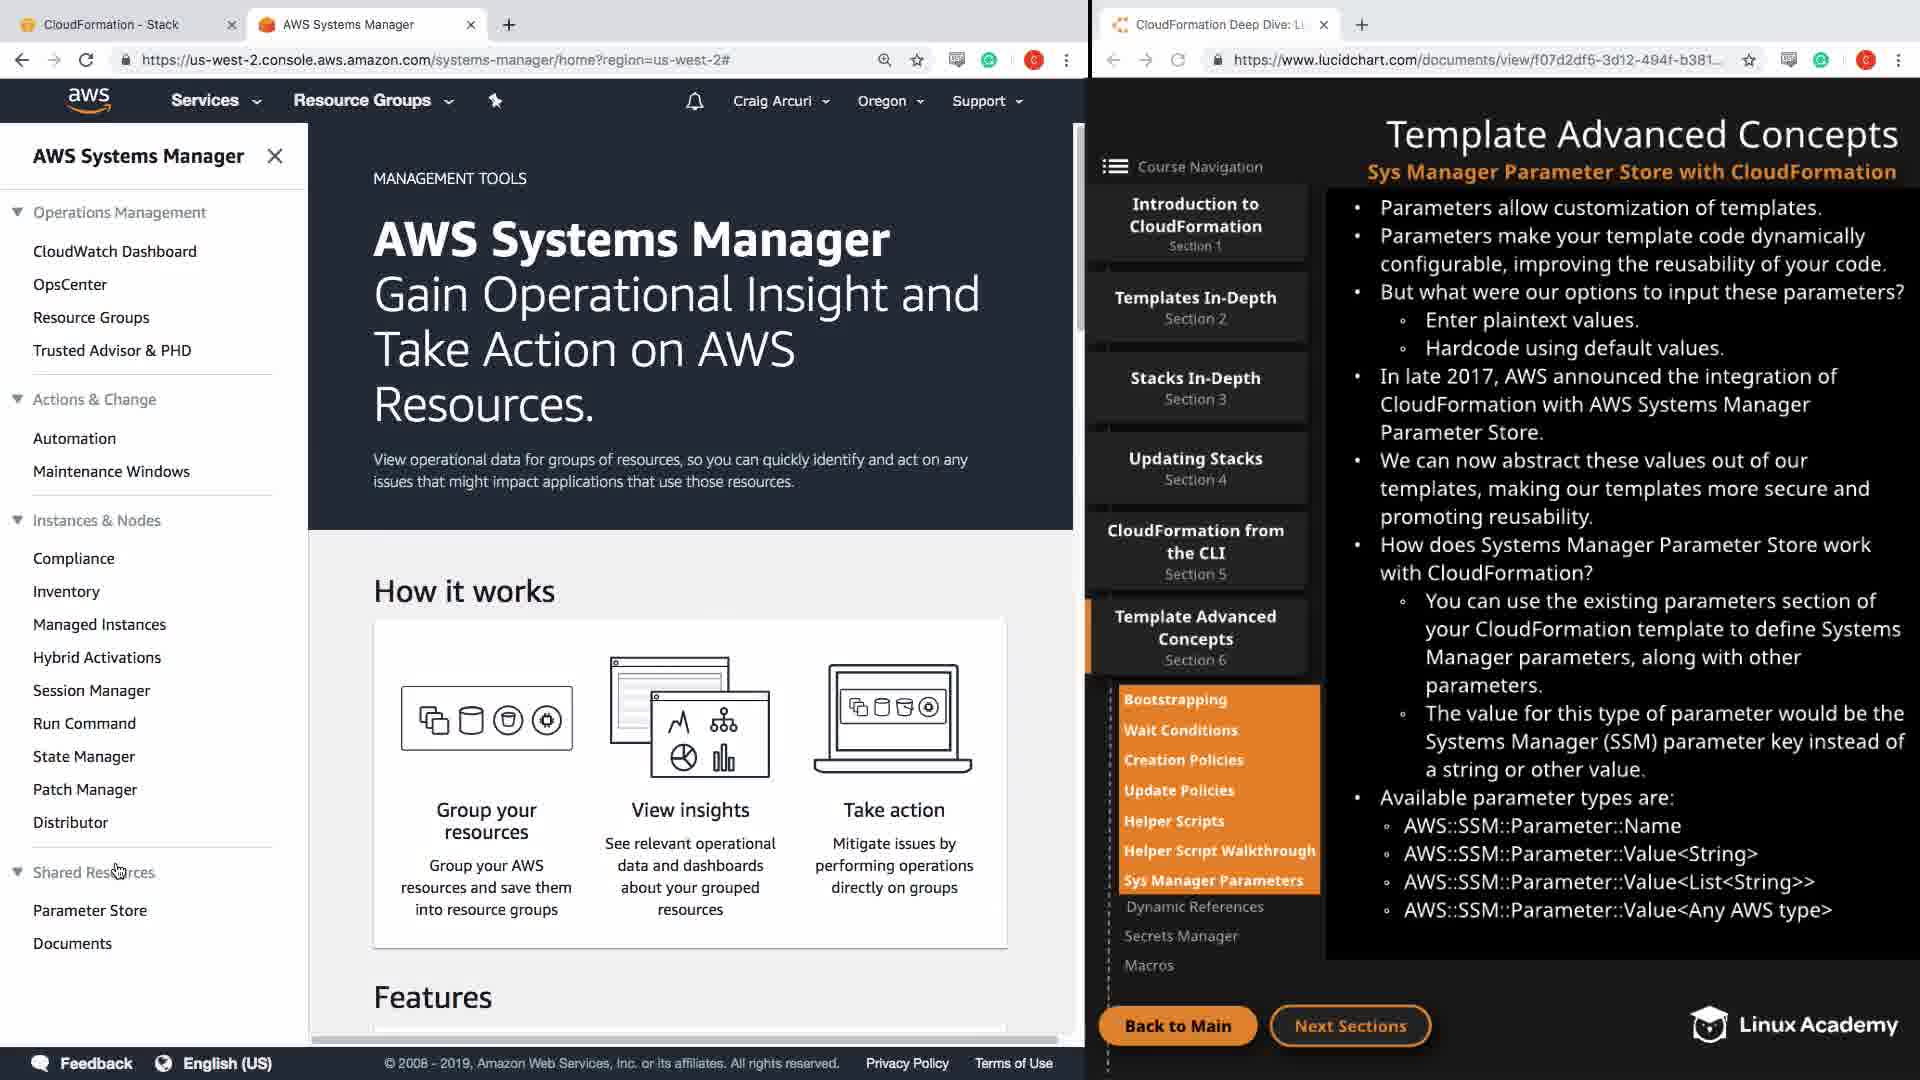 CloudFormation - Stack
AWS Systems Manager
https://us-west-2.console.aws.amazon.com/systems-manager/home?region=us-west-2#
C
aws
Services
Resource Groups
Craig Arcuri
Oregon
Support
AWS Systems Manager
Operations Management
CloudWatch Dashboard
OpsCenter
Resource Groups
Trusted Advisor & PHD
Actions & Change
Automation
Maintenance Windows
Instances & Nodes
Compliance
Inventory
Managed Instances
Hybrid Activations
Session Manager
Run Command
State Manager
Patch Manager
Distributor
Shared Resources
Parameter Store
Documents
MANAGEMENT TOOLS
AWS Systems Manager
Gain Operational Insight and
Take Action on AWS
Resources.
View operational data for groups of resources, so you can quickly identify and act on any
issues that might impact applications that use those resources.
How it works
Group your
resources
Group your AWS
resources and save them
into resource groups
View insights
See relevant operational
data and dashboards
about your grouped
resources
Take action
Mitigate issues by
performing operations
directly on groups
Features
Feedback
English (US)
© 2008 - 2019, Amazon Web Services, Inc. or its affiliates. All rights reserved.
Privacy Policy
Terms of Use
CloudFormation Deep Dive: Li
https://www.lucidchart.com/documents/view/f07d2df6-3d12-494f-b381...
C
Template Advanced Concepts
Sys Manager Parameter Store with CloudFormation
Course Navigation
Introduction to
CloudFormation
Section 1
Templates In-Depth
Section 2
Stacks In-Depth
Section 3
Updating Stacks
Section 4
CloudFormation from
the CLI
Section 5
Template Advanced
Concepts
Section 6
Bootstrapping
Wait Conditions
Creation Policies
Update Policies
Helper Scripts
Helper Script Walkthrough
Sys Manager Parameters
Dynamic References
Secrets Manager
Macros
• Parameters allow customization of templates.
• Parameters make your template code dynamically
configurable, improving the reusability of your code.
• But what were our options to input these parameters?
◦ Enter plaintext values.
◦ Hardcode using default values.
• In late 2017, AWS announced the integration of
CloudFormation with AWS Systems Manager
Parameter Store.
• We can now abstract these values out of our
templates, making our templates more secure and
promoting reusability.
• How does Systems Manager Parameter Store work
with CloudFormation?
◦ You can use the existing parameters section of
your CloudFormation template to define Systems
Manager parameters, along with other
parameters.
◦ The value for this type of parameter would be the
Systems Manager (SSM) parameter key instead of
a string or other value.
• Available parameter types are:
◦ AWS::SSM::Parameter::Name
◦ AWS::SSM::Parameter::Value<String>
◦ AWS::SSM::Parameter::Value<List<String>>
◦ AWS::SSM::Parameter::Value<Any AWS type>
Back to Main
Next Sections
Linux Academy